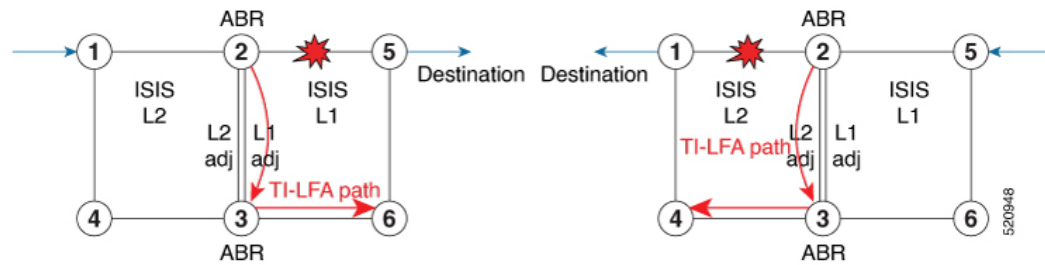 ABR
1
2
5
Destination
ISIS
L2
ISIS
L1
L2
adj
L1
adj
TI-LFA path
4
3
6
ABR
ABR
1
2
5
Destination
ISIS
L2
ISIS
L1
TI-LFA path
L2
adj
L1
adj
4
3
6
ABR
520948